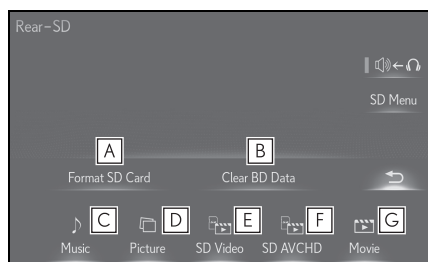 Rear-SD
SD Menu
A B
Format SD Card Clear BD Data
C D E F G
Music Picture SD Video SD AVCHD Movie